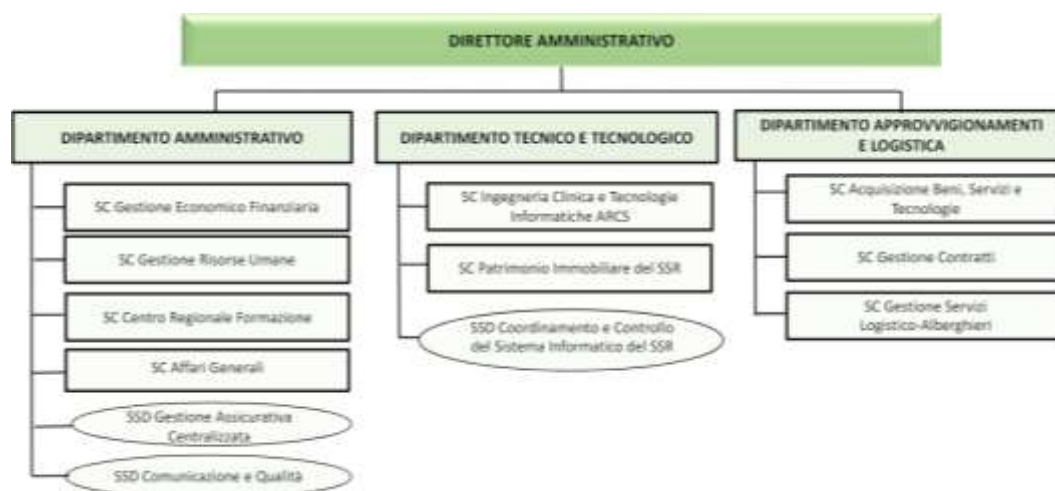 DIRETTORE AMMINISTRATIVO
DIPARTIMENTO AMMINISTRATIVO
SC Gestione Economico Finanziaria
SC Gestione Risorse Umane
SC Centro Regionale Formazione
SC Affari Generali
SSD Gestione Assicurativa
Centralizzata
SSD Comunicazione e Qualità
DIPARTIMENTO TECNICO E TECNOLOGICO
SC Ingegneria Clinica e Tecnologie
Informatiche ARCS
SC Patrimonio Immobiliare del SSR
SSD Coordinamento e Controllo
del Sistema Informatico del SSR
DIPARTIMENTO APPROVVIGIONAMENTI
E LOGISTICA
SC Acquisizione Beni, Servizi e
Tecnologie
SC Gestione Contratti
SC Gestione Servizi
Logistico-Alberghieri